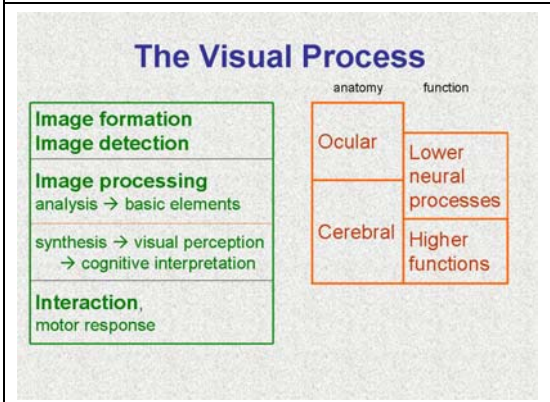 The Visual Process
anatomy function
Image formation
Image detection
Image processing
analysis → basic elements
synthesis → visual perception
→ cognitive interpretation
Interaction,
motor response
Ocular
Cerebral
Lower
neural
processes
Higher
functions